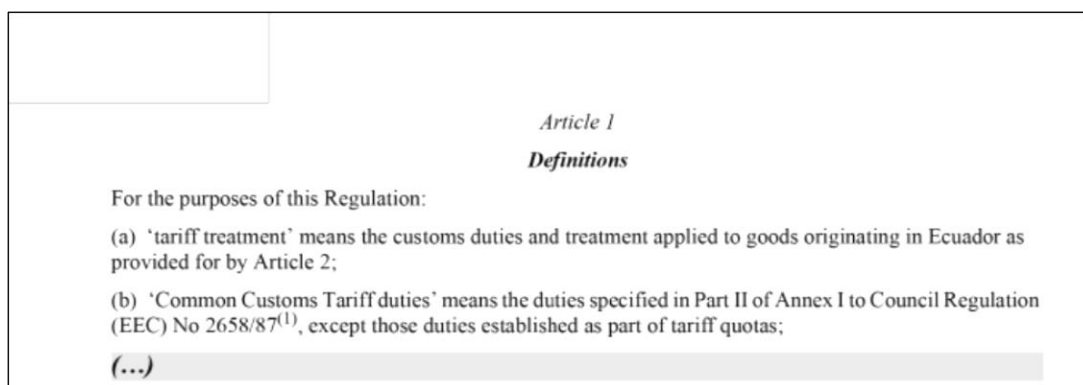 Article 1
Definitions
For the purposes of this Regulation:
(a) ‘tariff treatment’ means the customs duties and treatment applied to goods originating in Ecuador as
provided for by Article 2;
(b) ‘Common Customs Tariff duties’ means the duties specified in Part II of Annex I to Council Regulation
(EEC) No 2658/87(1), except those duties established as part of tariff quotas;
(...)